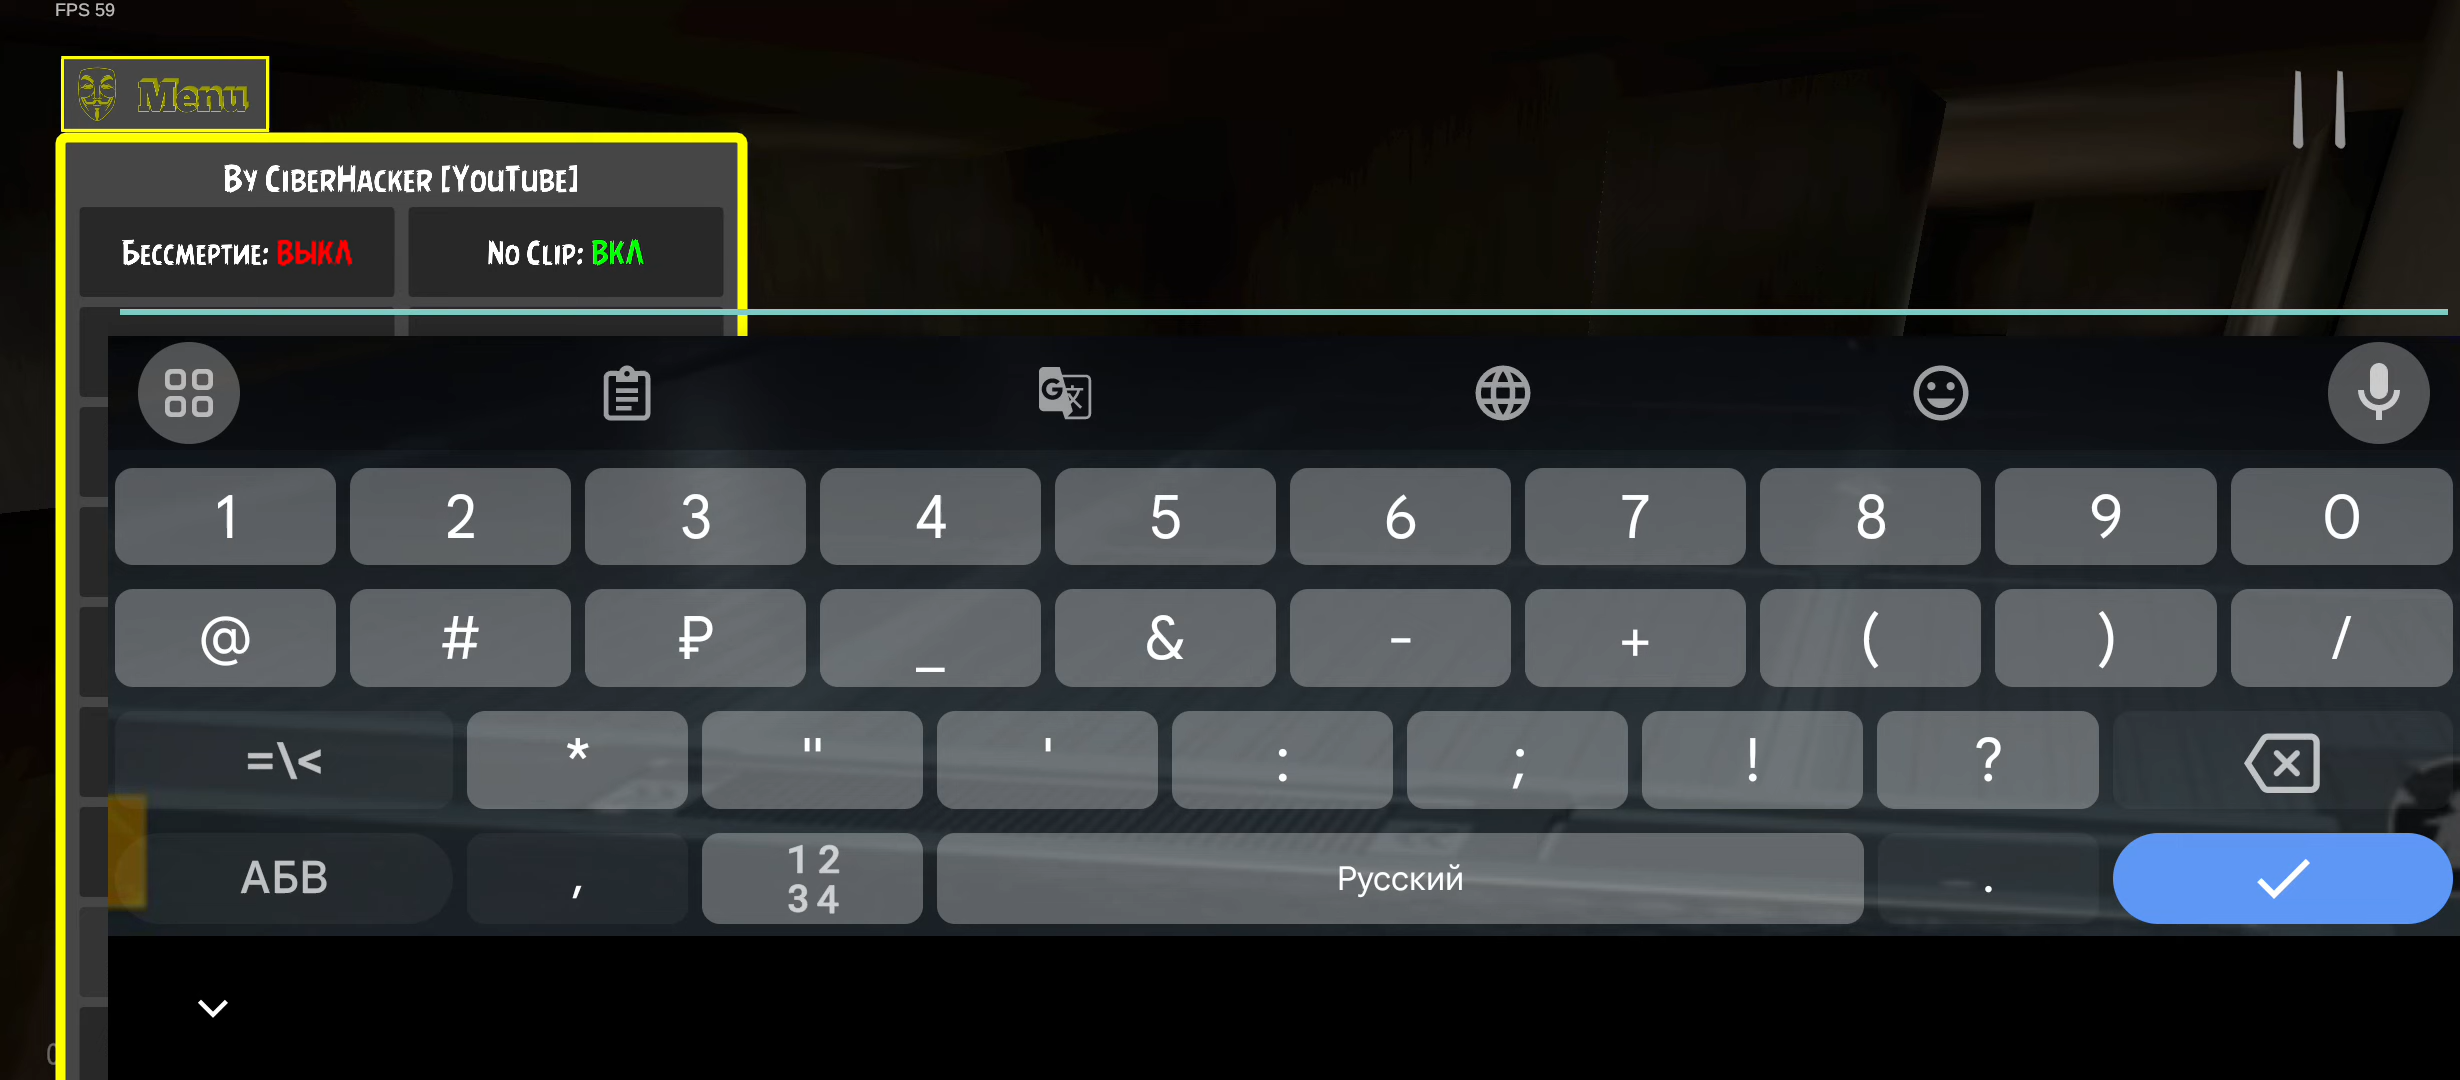 FPS 59
Menu
By CiberHacker [YouTube]
Бессмертие: ВЫКЛ
No Clip: ВКЛ
1 2 3 4 5 6 7 8 9 0
@ # ₽ _ & - + ( ) /
=\< * " ' : ; ! ?
АБВ , 12 Русский .
34